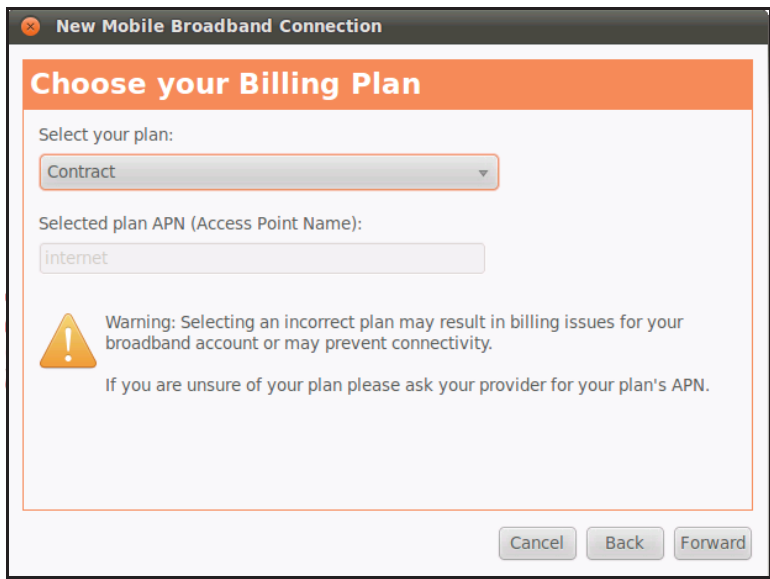 New Mobile Broadband Connection
Choose your Billing Plan
Select your plan:
Contract
Selected plan APN (Access Point Name):
internet
Warning: Selecting an incorrect plan may result in billing issues for your
broadband account or may prevent connectivity.
If you are unsure of your plan please ask your provider for your plan's APN.
Cancel Back Forward